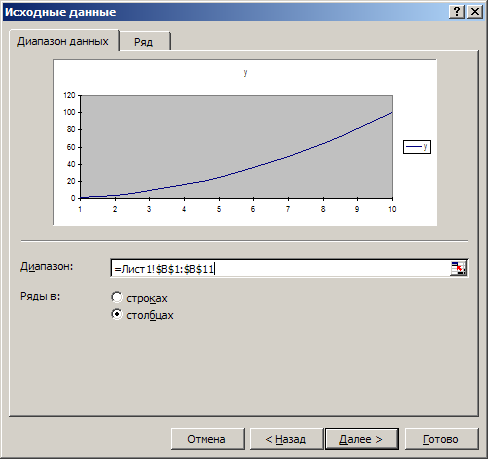 Исходные данные
Диапазон данных
Ряд
y
120
100
80
60
40
20
0
1 2 3 4 5 6 7 8 9 10
y
Диапазон: =Лист1!$B$1:$B$11
Ряды в: строках
столбцах
Отмена < Назад Далее > Готово